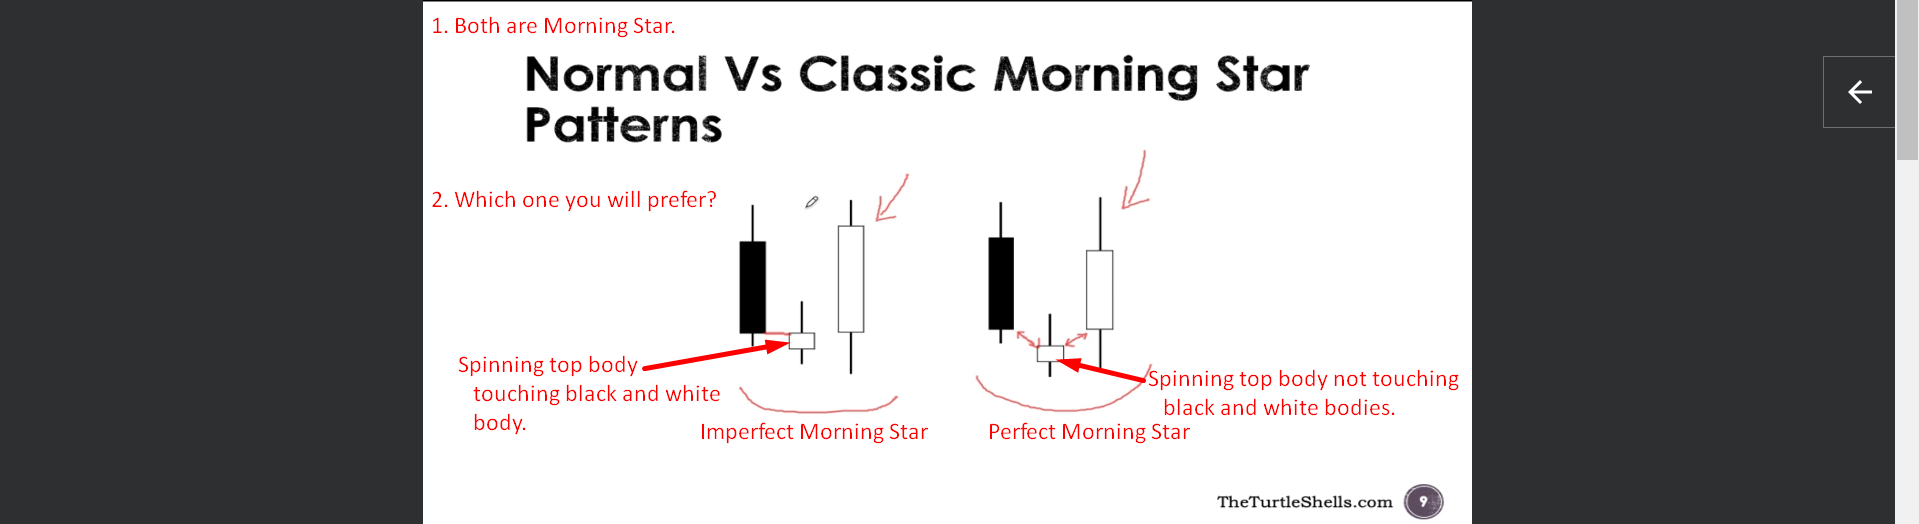 1. Both are Morning Star.
Normal Vs Classic Morning Star
Patterns
2. Which one you will prefer?
Spinning top body
touching black and white
body.
Spinning top body not touching
black and white bodies.
Imperfect Morning Star
Perfect Morning Star
TheTurtleShells.com
9